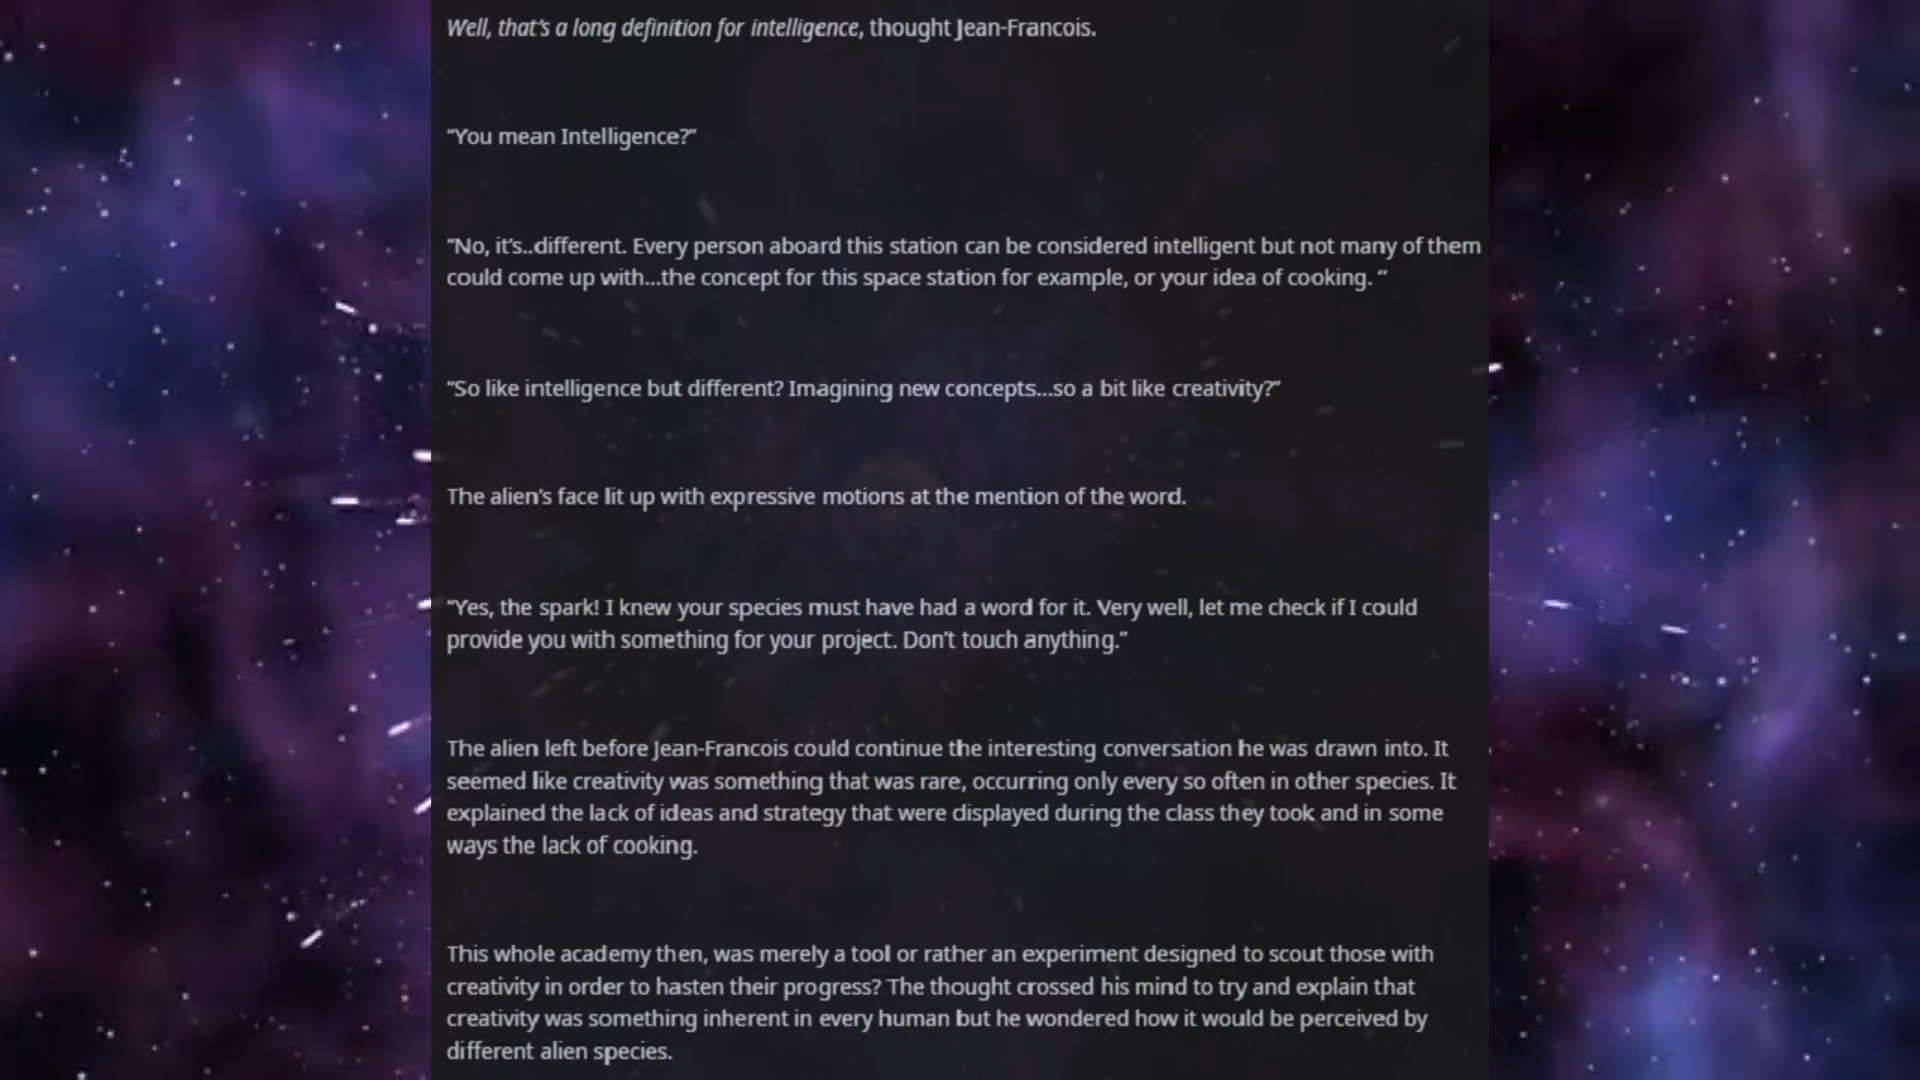 Well, that's a long definition for intelligence, thought Jean-Francois.
“You mean Intelligence?”
“No, it's..different. Every person aboard this station can be considered intelligent but not many of them
could come up with...the concept for this space station for example, or your idea of cooking. “
“So like intelligence but different? Imagining new concepts...so a bit like creativity?”
The alien's face lit up with expressive motions at the mention of the word.
“Yes, the spark! I knew your species must have had a word for it. Very well, let me check if I could
provide you with something for your project. Don't touch anything.”
The alien left before Jean-Francois could continue the interesting conversation he was drawn into. It
seemed like creativity was something that was rare, occurring only every so often in other species. It
explained the lack of ideas and strategy that were displayed during the class they took and in some
ways the lack of cooking.
This whole academy then, was merely a tool or rather an experiment designed to scout those with
creativity in order to hasten their progress? The thought crossed his mind to try and explain that
creativity was something inherent in every human but he wondered how it would be perceived by
different alien species.